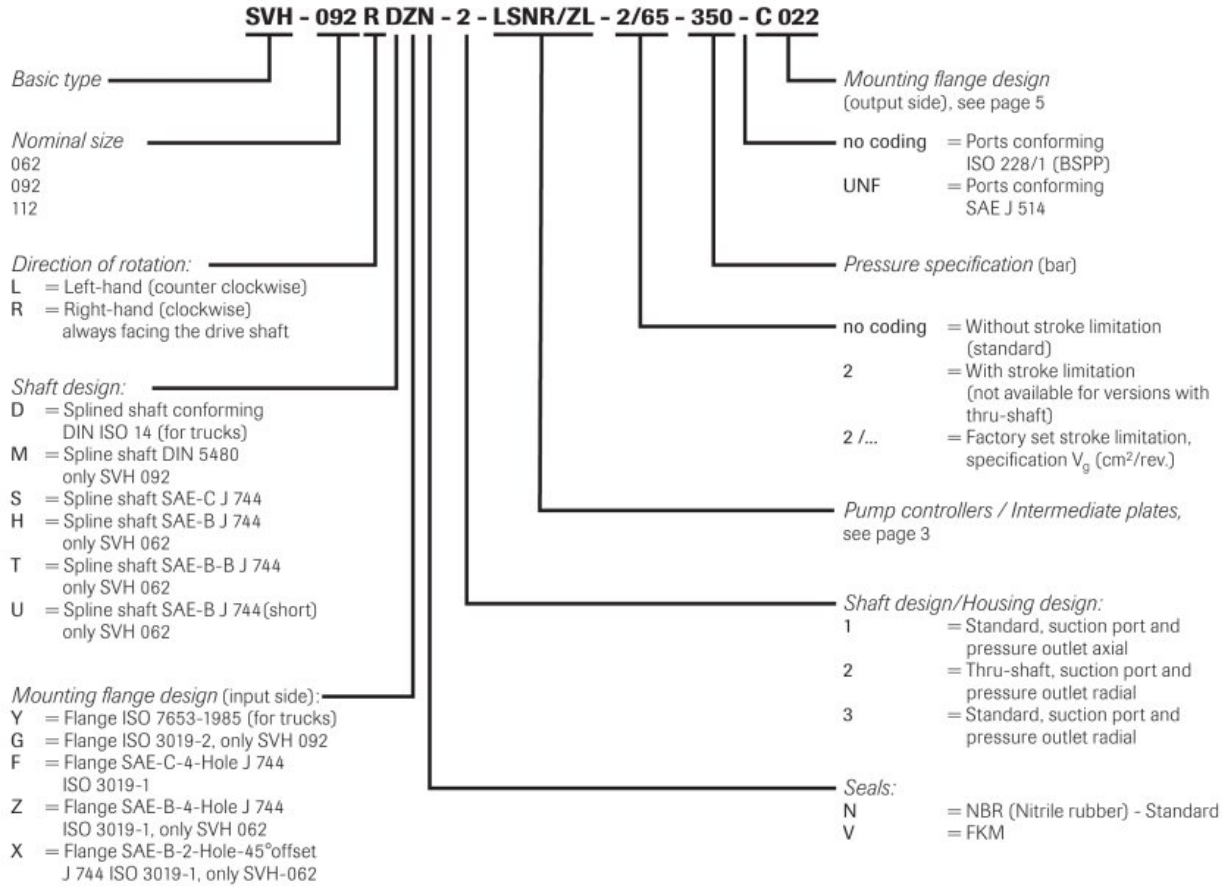 SVH - 092 R DZN - 2 - LSNR/ZL - 2/65 - 350 - C 022
Basic type
Nominal size
062
092
112
Direction of rotation:
L = Left-hand (counter clockwise)
R = Right-hand (clockwise)
always facing the drive shaft
Shaft design:
D = Splined shaft conforming
DIN ISO 14 (for trucks)
M = Spline shaft DIN 5480
only SVH 092
S = Spline shaft SAE-C J 744
H = Spline shaft SAE-B J 744
only SVH 062
T = Spline shaft SAE-B-B J 744
only SVH 062
U = Spline shaft SAE-B J 744(short)
only SVH 062
Mounting flange design (input side):
Y = Flange ISO 7653-1985 (for trucks)
G = Flange ISO 3019-2, only SVH 092
F = Flange SAE-C-4-Hole J 744
ISO 3019-1
Z = Flange SAE-B-4-Hole J 744
ISO 3019-1, only SVH 062
X = Flange SAE-B-2-Hole-45°offset
J 744 ISO 3019-1, only SVH-062
Mounting flange design
(output side), see page 5
no coding = Ports conforming
ISO 228/1 (BSPP)
UNF = Ports conforming
SAE J 514
Pressure specification (bar)
no coding = Without stroke limitation
(standard)
2 = With stroke limitation
(not available for versions with
thru-shaft)
2 /... = Factory set stroke limitation,
specification Vg (cm²/rev.)
Pump controllers / Intermediate plates,
see page 3
Shaft design/Housing design:
1 = Standard, suction port and
pressure outlet axial
2 = Thru-shaft, suction port and
pressure outlet radial
3 = Standard, suction port and
pressure outlet radial
Seals:
N = NBR (Nitrile rubber) - Standard
V = FKM